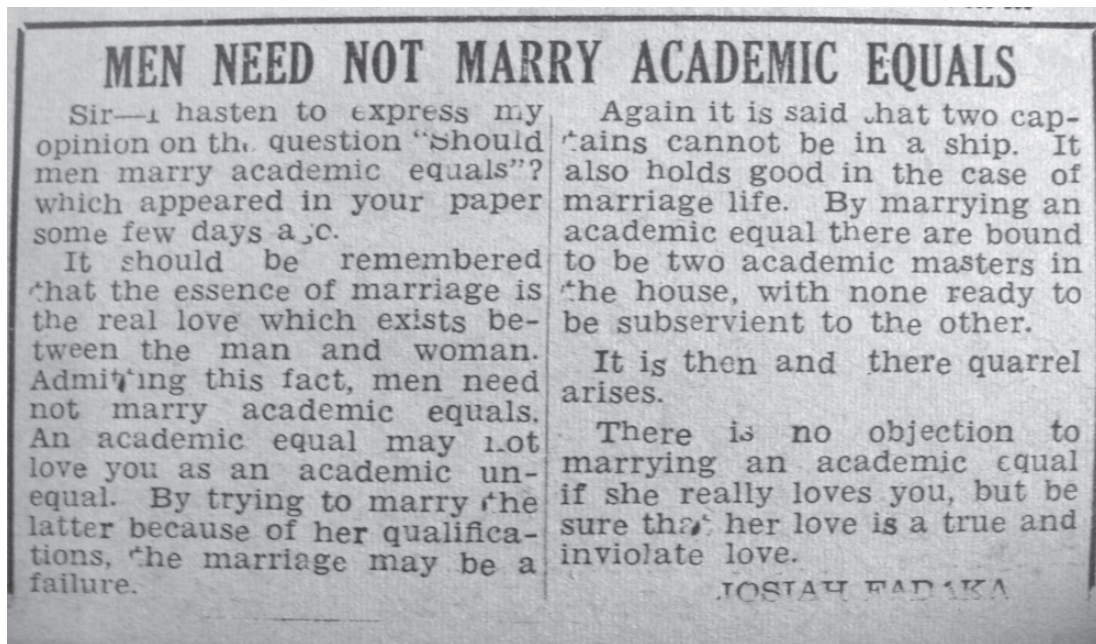 MEN NEED NOT MARRY ACADEMIC EQUALS
Sir—I hasten to express my
opinion on the question "Should
men marry academic equals"?
which appeared in your paper
some few days ago.
It should be remembered
that the essence of marriage is
the real love which exists be-
tween the man and woman.
Admitting this fact, men need
not marry academic equals.
An academic equal may not
love you as an academic un-
equal. By trying to marry the
latter because of her qualifica-
tions, the marriage may be a
failure.
Again it is said that two cap-
tains cannot be in a ship. It
also holds good in the case of
marriage life. By marrying an
academic equal there are bound
to be two academic masters in
the house, with none ready to
be subservient to the other.
It is then and there quarrel
arises.
There is no objection to
marrying an academic equal
if she really loves you, but be
sure that her love is a true and
inviolate love.
JOSIAH